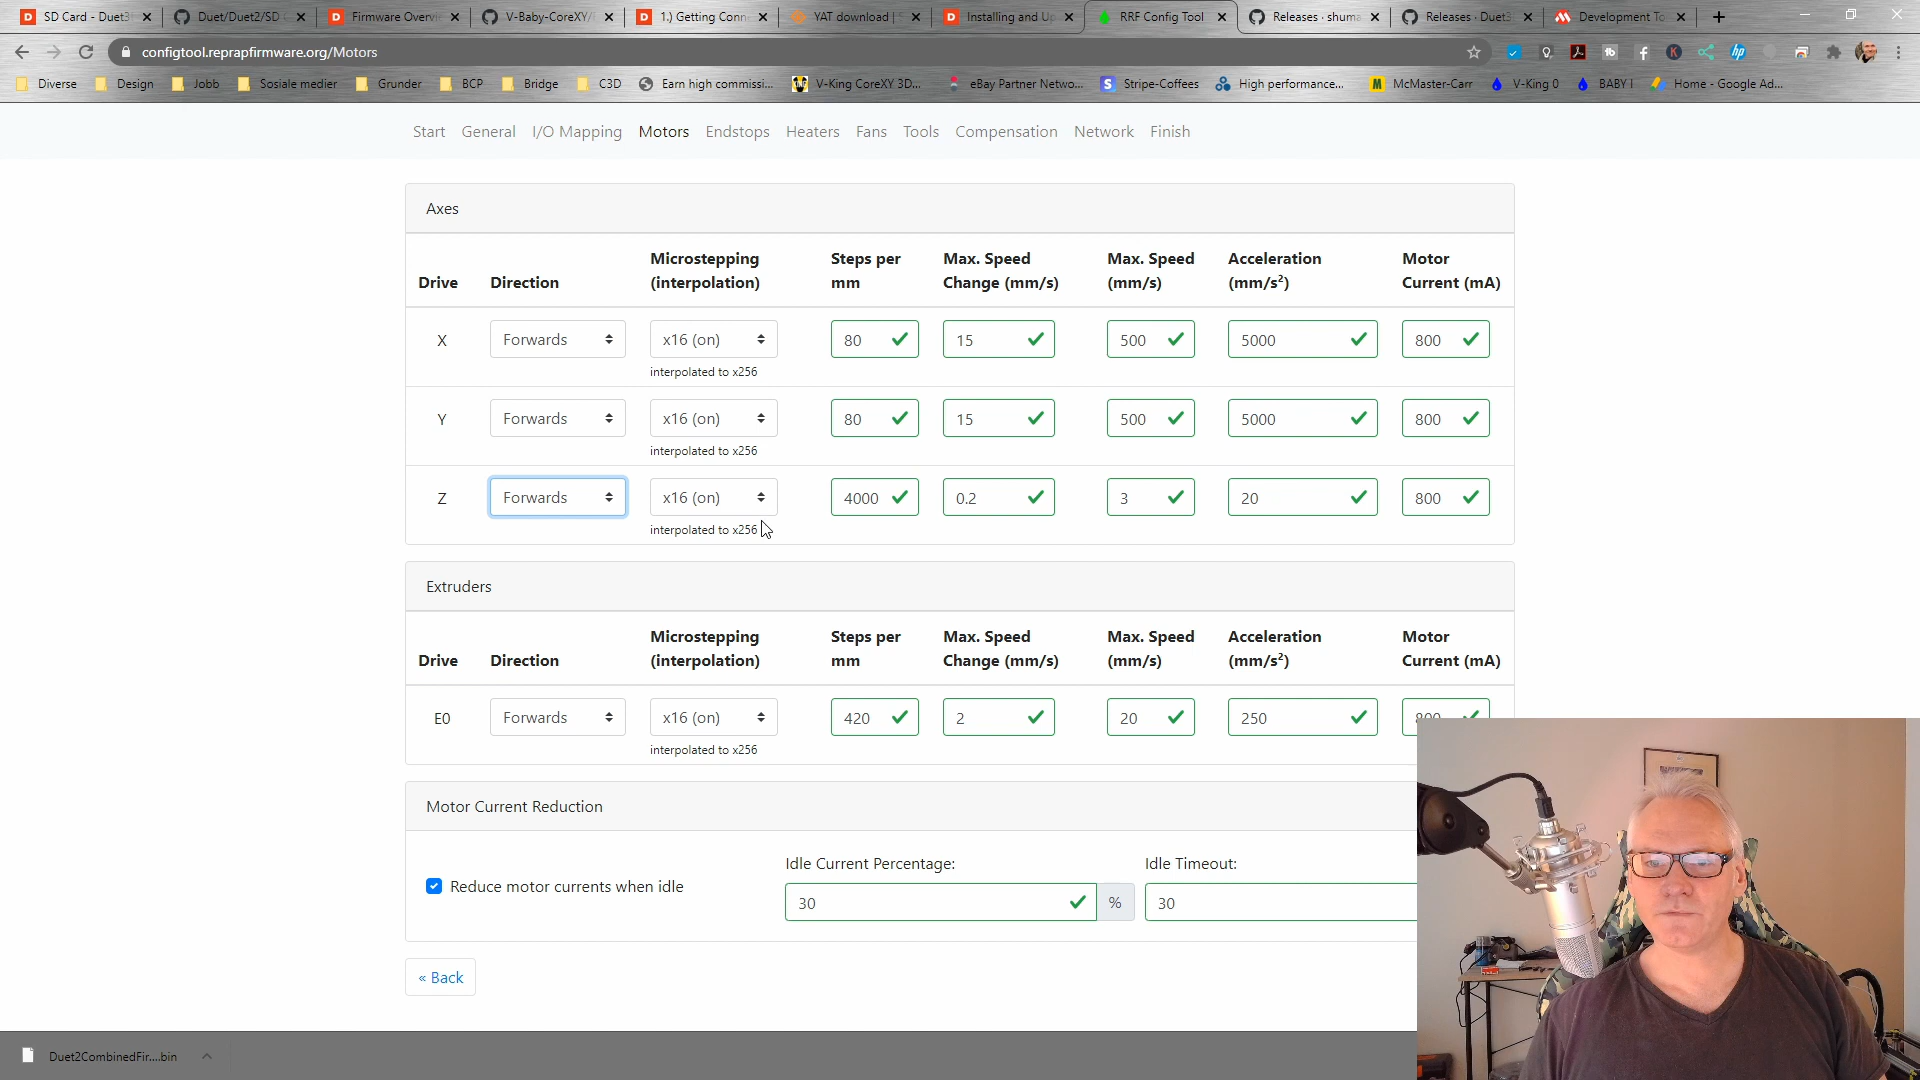 SD Card - Duet3
Duet/Duet2/SD
Firmware Overvi
V-Baby-CoreXY/
1.) Getting Conn
YAT download | S
Installing and Up
RRF Config Tool
Releases · shuma
Releases · Duet3
Development To
configtool.reprapfirmware.org/Motors
Diverse
Design
Jobb
Sosiale medier
Grunder
BCP
Bridge
C3D
Earn high commissi...
V-King CoreXY 3D...
eBay Partner Netwo...
Stripe-Coffees
High performance...
McMaster-Carr
V-King 0
BABY I
Home - Google Ad...
Start General I/O Mapping Motors Endstops Heaters Fans Tools Compensation Network Finish
Axes
Drive Direction Microstepping (interpolation) Steps per mm Max. Speed Change (mm/s) Max. Speed (mm/s) Acceleration (mm/s²) Motor Current (mA)
X Forwards x16 (on) 80 15 500 5000 800
interpolated to x256
Y Forwards x16 (on) 80 15 500 5000 800
interpolated to x256
Z Forwards x16 (on) 4000 0.2 3 20 800
interpolated to x256
Extruders
Drive Direction Microstepping (interpolation) Steps per mm Max. Speed Change (mm/s) Max. Speed (mm/s) Acceleration (mm/s²) Motor Current (mA)
E0 Forwards x16 (on) 420 2 20 250 800
interpolated to x256
Motor Current Reduction
Idle Current Percentage: Idle Timeout:
Reduce motor currents when idle
30 % 30
« Back
Duet2CombinedFir....bin